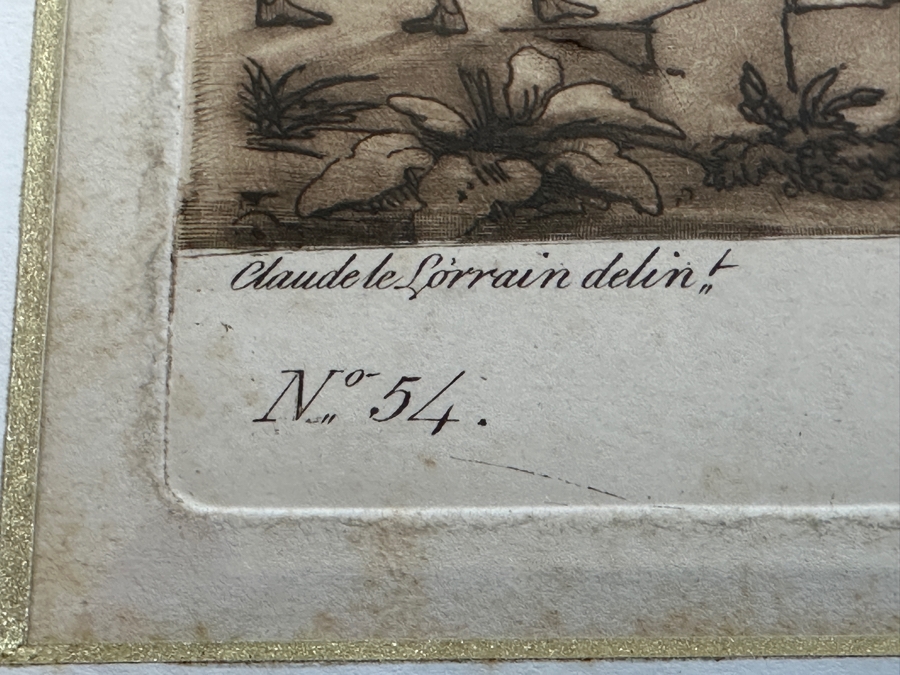 Claude le Lorrain delin,,t
N,,o 54.